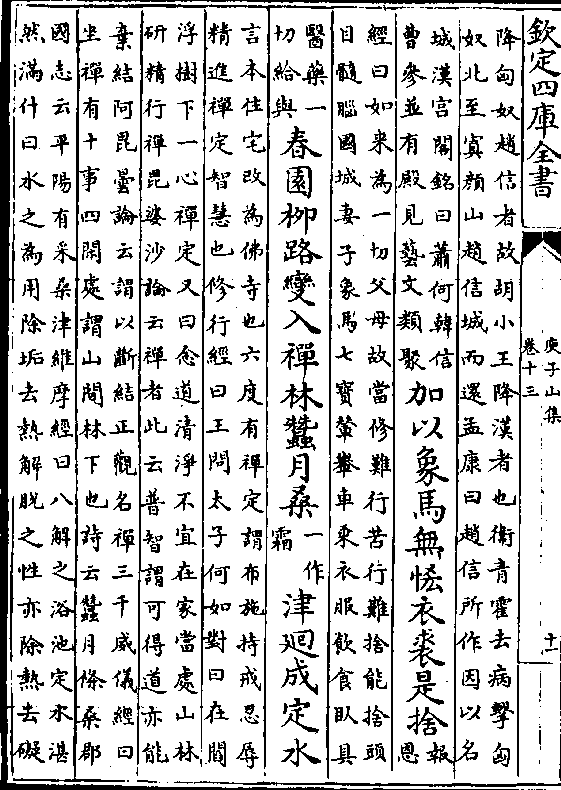 欽定四庫全書
庾子山集
卷十三
十一
降匈奴趙信者故胡小王降漢者也衛青霍去病擊匈
奴北至寘顔山趙信城而還孟康曰趙信所作因以名
城漢宫閣銘曰蕭何韓信
曹參並有殿見藝文類聚
加以象馬無恡衣裘是捨
報
恩
經曰如来為一切父母故當修難行苦行難捨能捨頭
目髓腦國城妻子象馬七寳輦轝車乗衣服飲食卧具
醫藥一
切給與
春園栁路變入禪林蠶月桑
一作
霜
津迴成定水
言本住宅改為佛寺也六度有禪定謂布施持戒忍辱
精進禪定智慧也修行經曰王問太子何如對曰在閻
浮樹下一心禪定又曰念道清淨不宜在家當處山林
研精行禪毘婆沙論云禪者此云普智謂可得道亦能
棄結阿毘曇論云謂以斷結正觀名禪三千威儀經曰
坐禪有十事四閑處謂山間林下也詩云蠶月條桑郡
國志云平陽有采桑津維摩經曰八解之浴池定水湛
然滿什曰水之為用除垢去熱解脱之性亦除熱去礙